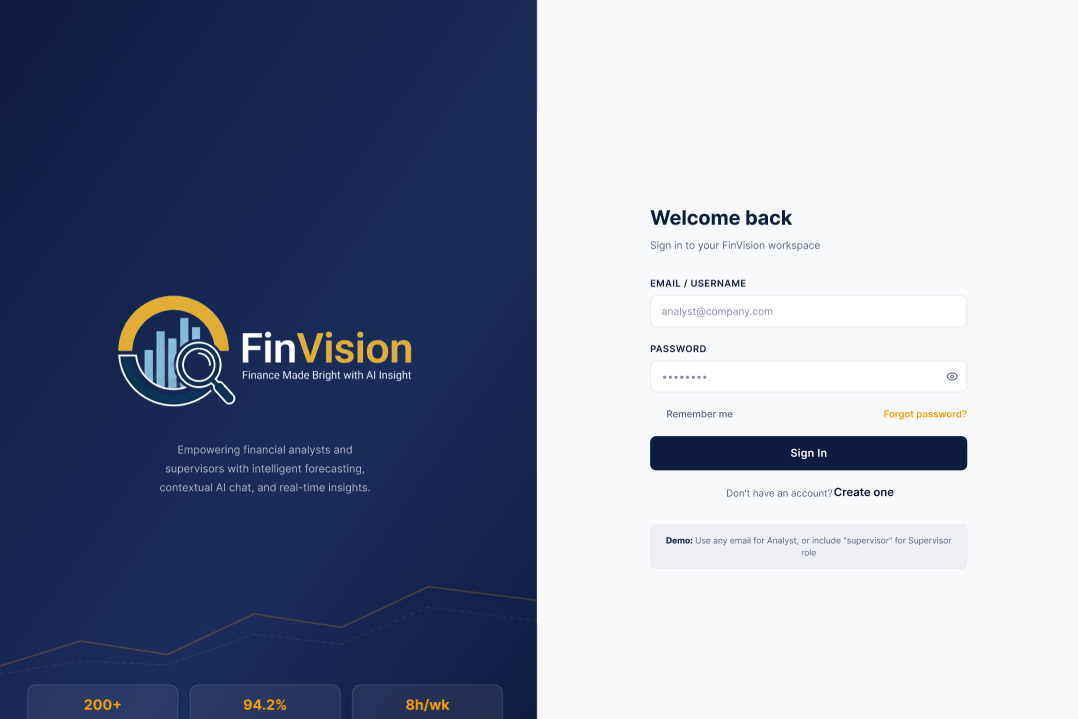 FinVision
Finance Made Bright with AI Insight
Empowering financial analysts and
supervisors with intelligent forecasting,
contextual AI chat, and real-time insights.
200+
94.2%
8h/wk
Welcome back
Sign in to your FinVision workspace
EMAIL / USERNAME
analyst@company.com
PASSWORD
••••••••
Remember me
Forgot password?
Sign In
Don't have an account? Create one
Demo: Use any email for Analyst, or include "supervisor" for Supervisor
role